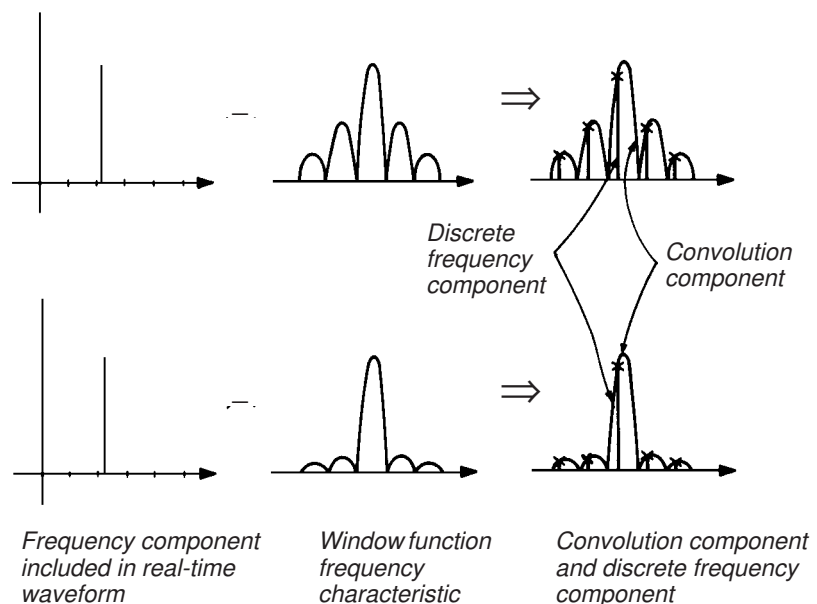 Discrete
frequency
component
Convolution
component
Frequency component
included in real-time
waveform
Window function
frequency
characteristic
Convolution component
and discrete frequency
component